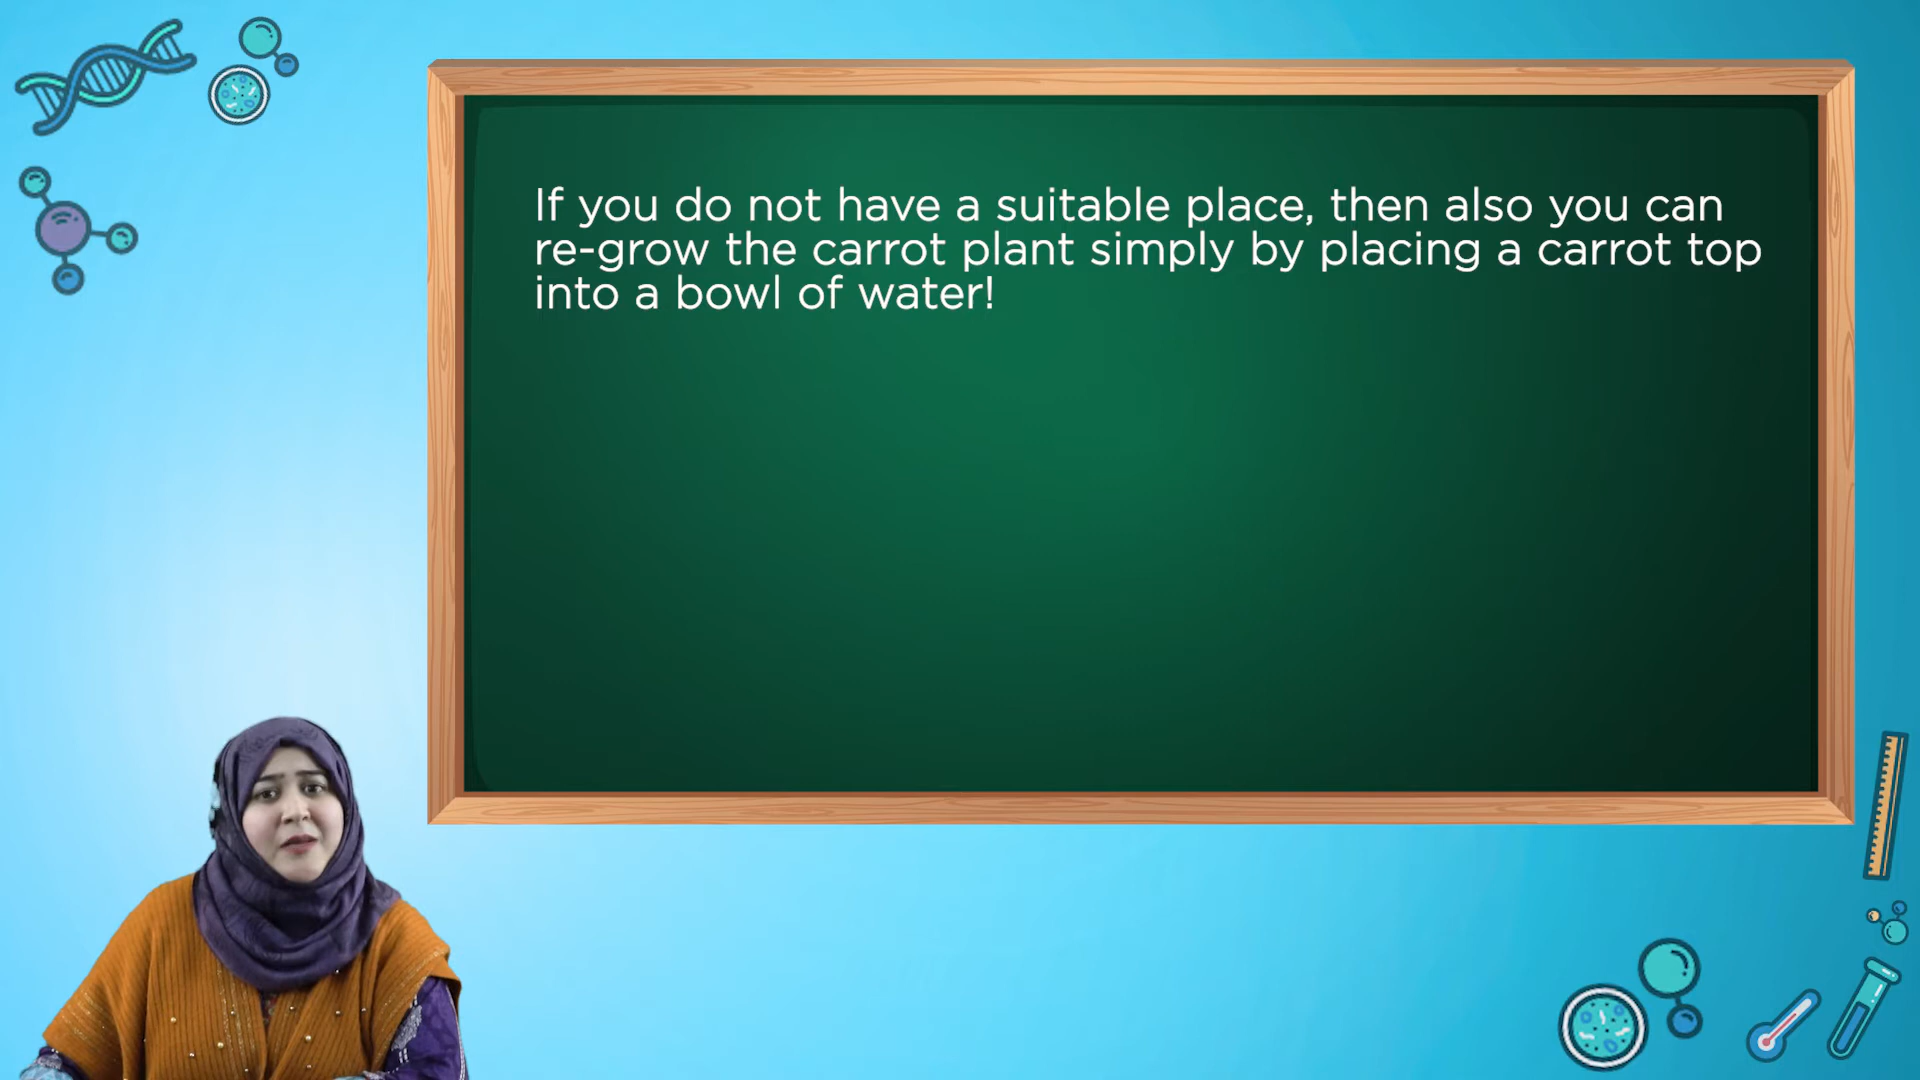 If you do not have a suitable place, then also you can
re-grow the carrot plant simply by placing a carrot top
into a bowl of water!